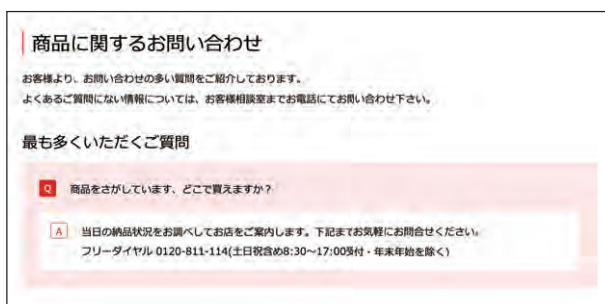 商品に関するお問い合わせ
お客様より、お問い合わせの多い質問をご紹介しております。
よくあるご質問にない情報については、お客様相談室までお電話にてお問い合わせ下さい。
最も多くいただくご質問
Q 商品をさがしています、どこで買えますか？
A 当日の納品状況をお調べしてお店をご案内します。下記までお気軽にお問合せください。
フリーダイヤル 0120-811-114(土日祝含め8:30～17:00受付・年末年始を除く)